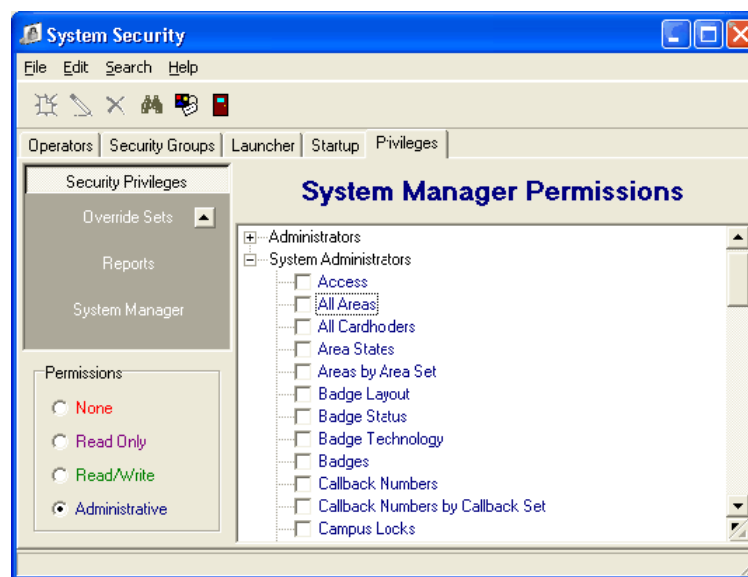 System Security
File Edit Search Help
Operators Security Groups Launcher Startup Privileges
Security Privileges
Override Sets
Reports
System Manager
Permissions
None
Read Only
Read/Write
Administrative
System Manager Permissions
Administrators
System Administrators
Access
All Areas
All Cardhoders
Area States
Areas by Area Set
Badge Layout
Badge Status
Badge Technology
Badges
Callback Numbers
Callback Numbers by Callback Set
Campus Locks